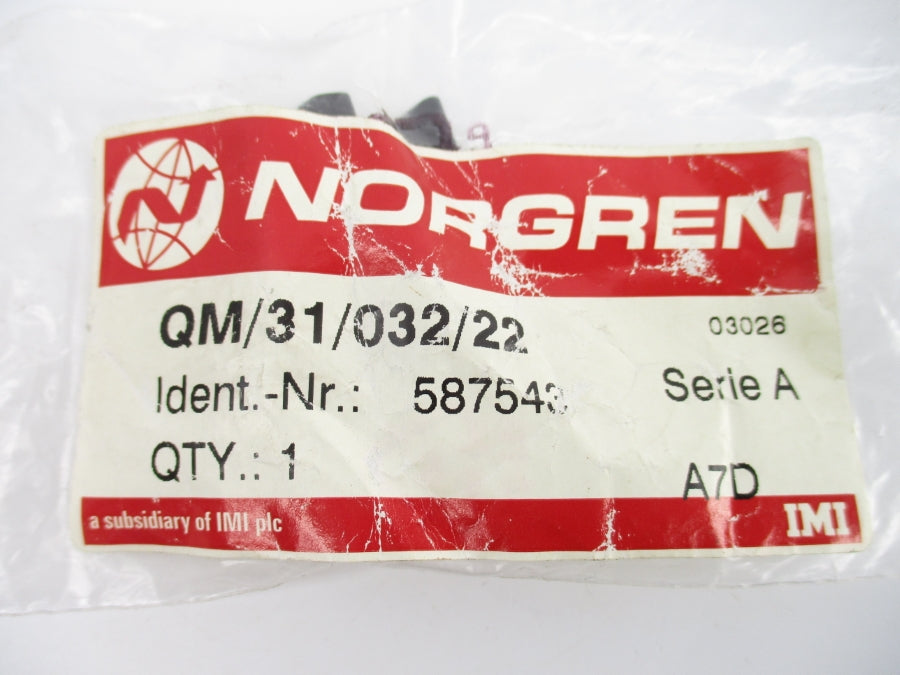 NORGREN
QM/31/032/22 03026
Ident.-Nr.: 587543 Serie A
QTY.: 1 A7D
a subsidiary of IMI plc IMI